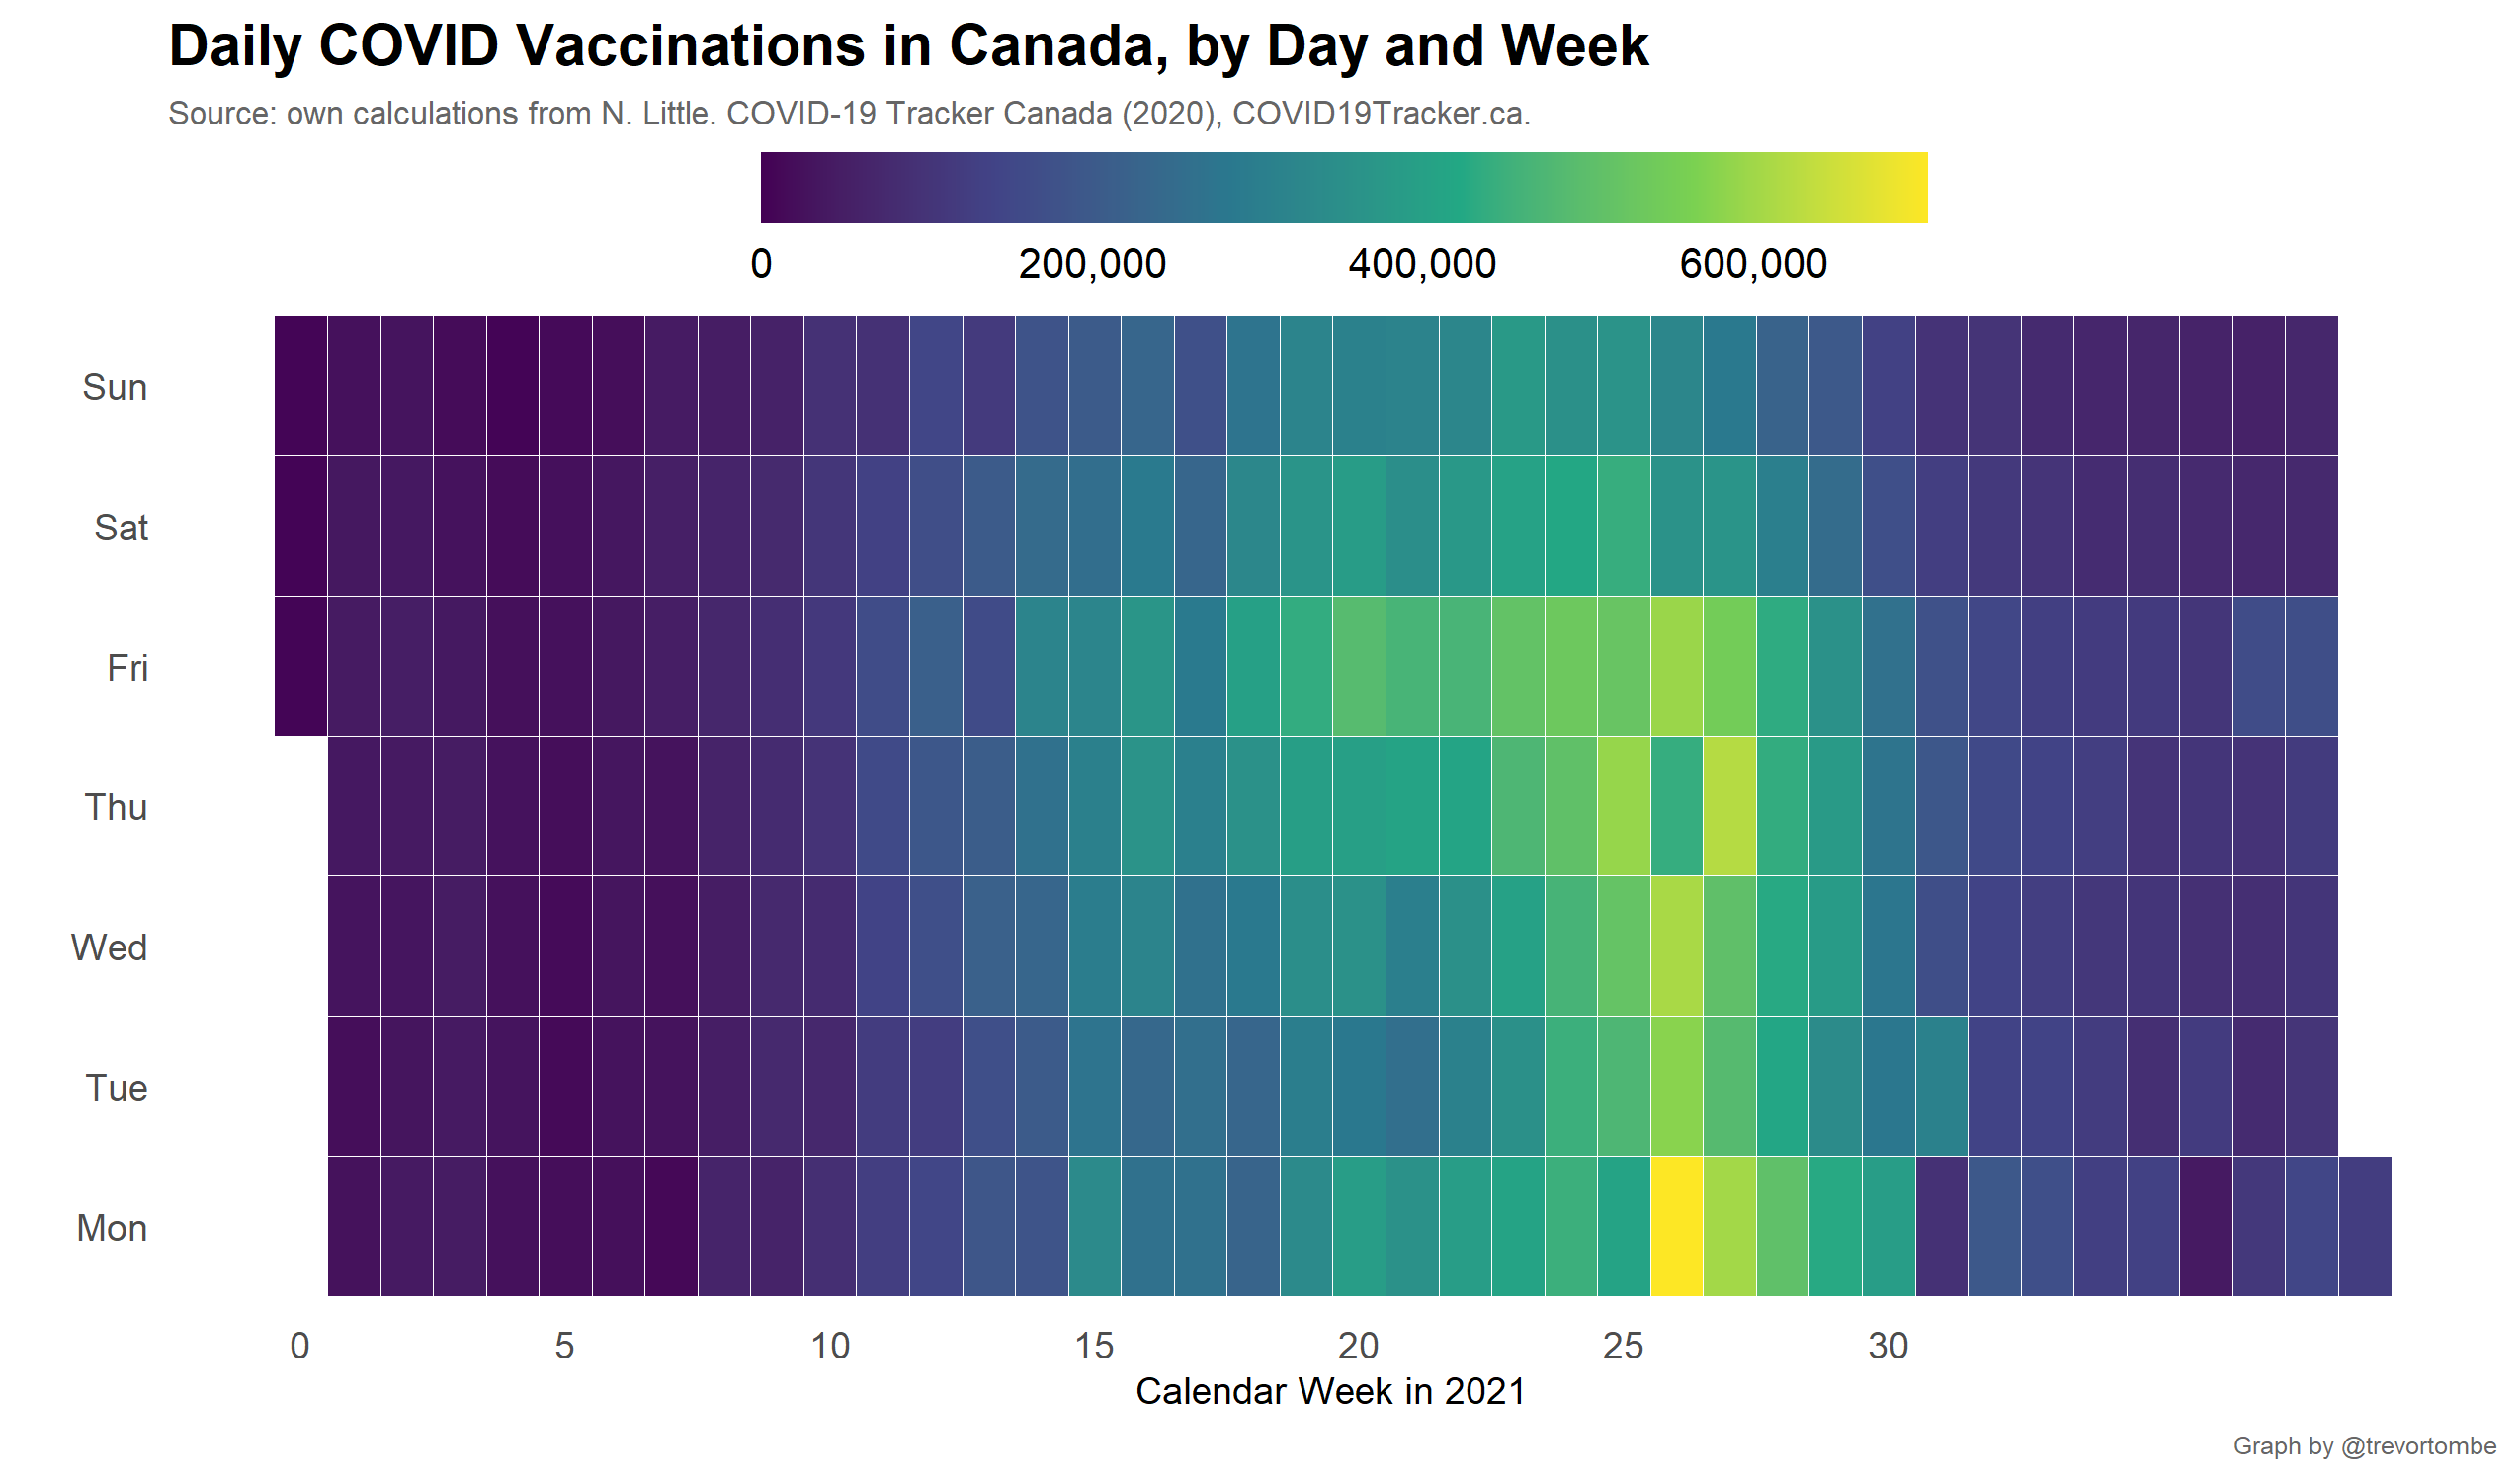 Daily COVID Vaccinations in Canada, by Day and Week
Source: own calculations from N. Little. COVID-19 Tracker Canada (2020), COVID19Tracker.ca.
0 200,000 400,000 600,000
Sun
Sat
Fri
Thu
Wed
Tue
Mon
0 5 10 15 20 25 30
Calendar Week in 2021
Graph by @trevortombe